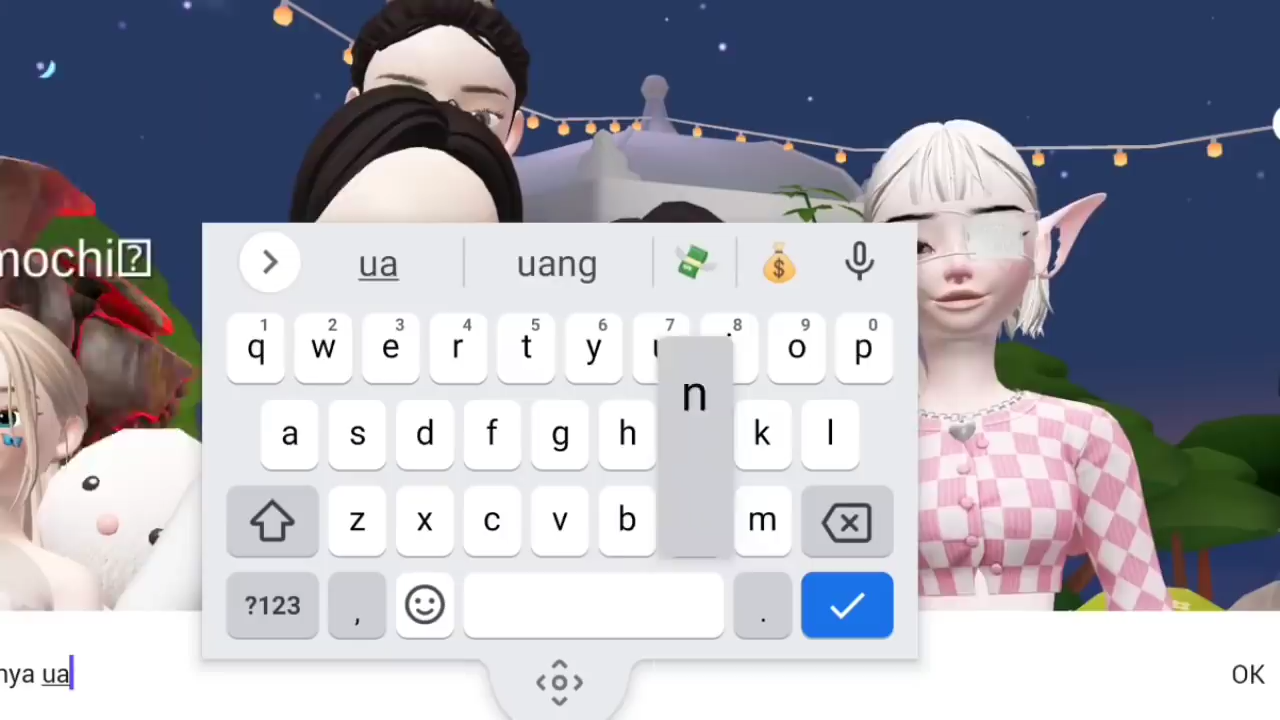 mochi
ua uang
1 2 3 4 5 6 7 8 9 0
q w e r t y u o p
n
a s d f g h k l
z x c v b m
?123 , .
nya ua
OK